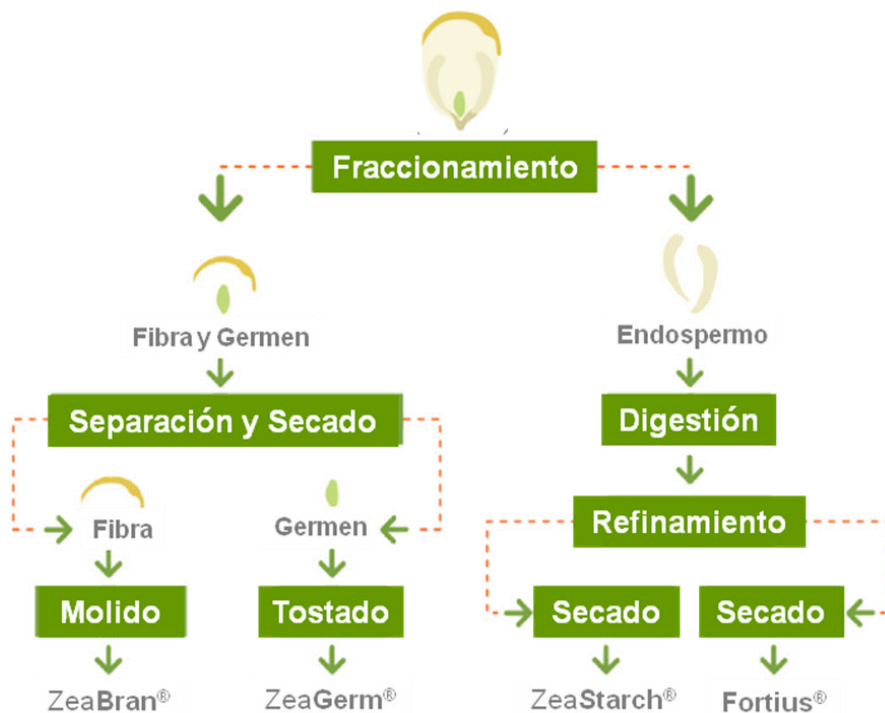 Fraccionamiento
Fibra y Germen
Endospermo
Separación y Secado
Digestión
Fibra
Germen
Refinamiento
Molido
Tostado
Secado
Secado
ZeaBran®
ZeaGerm®
ZeaStarch®
Fortius®